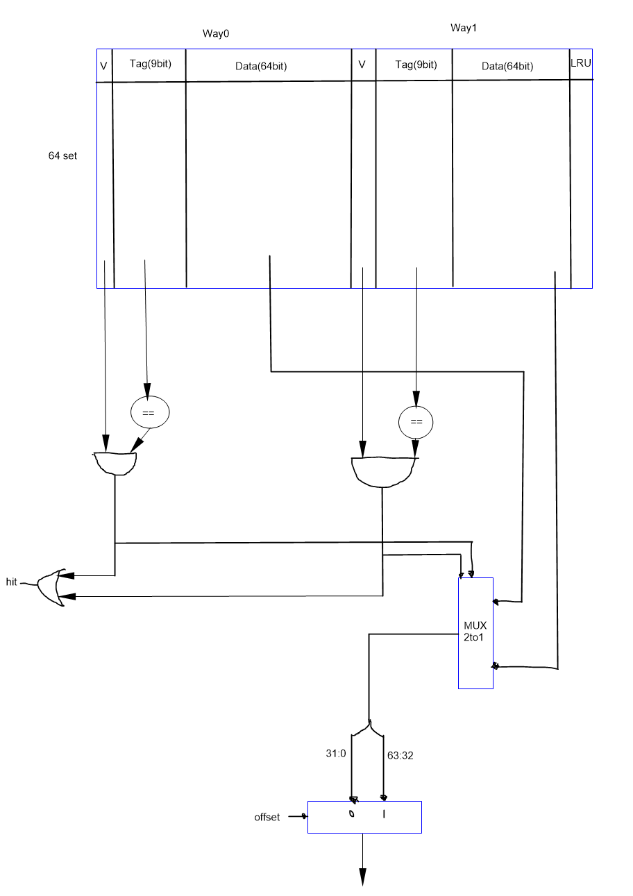 Way0
Way1
V
Tag(9bit)
Data(64bit)
V
Tag(9bit)
Data(64bit)
LRU
64 set
==
==
hit
MUX
2to1
31:0
63:32
offset
0
1